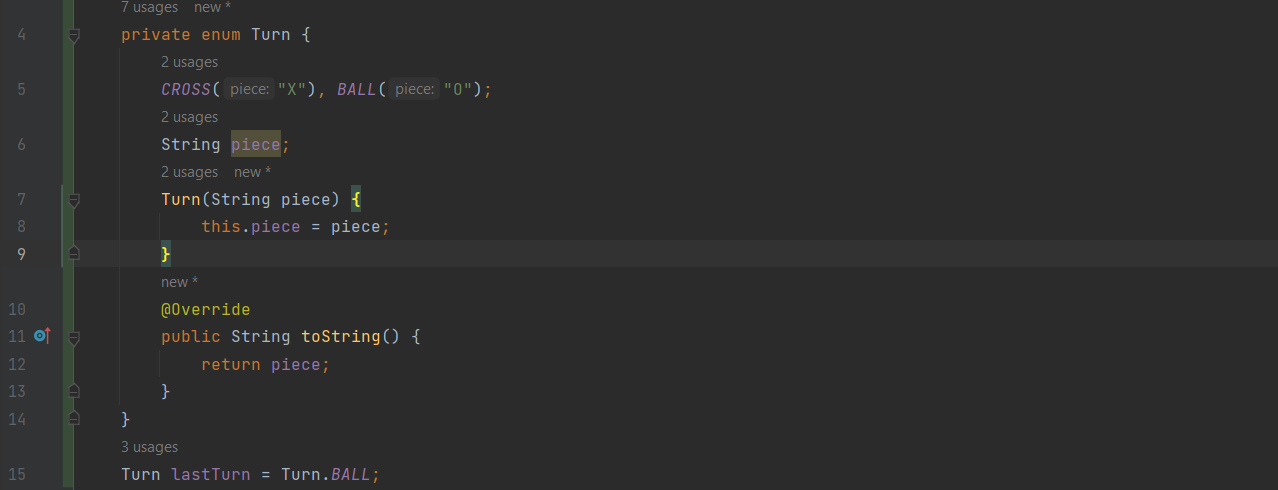 7 usages new *
4 private enum Turn {
2 usages
5 CROSS( piece: "X"), BALL( piece: "O");
2 usages
6 String piece;
2 usages new *
7 Turn(String piece) {
8 this.piece = piece;
9 }
new *
10 @Override
11 public String toString() {
12 return piece;
13 }
14 }
3 usages
15 Turn lastTurn = Turn.BALL;